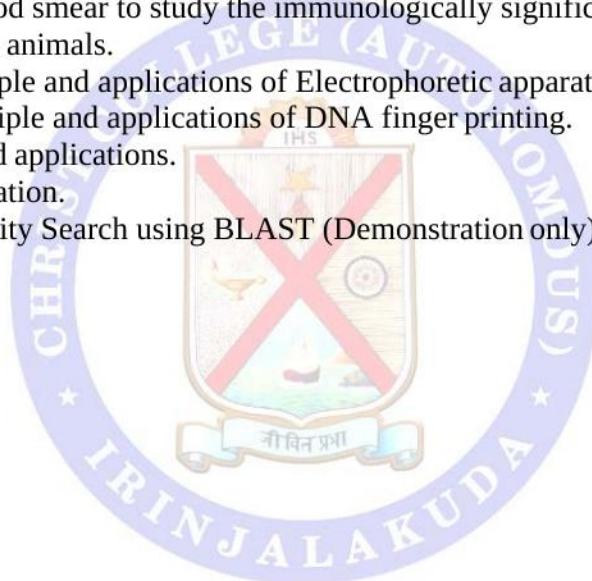 od smear to study the immunologically signific
animals.
ple and applications of Electrophoretic apparat
iple and applications of DNA finger printing.
d applications.
ation.
ity Search using BLAST (Demonstration only)
CHRIST COLLEGE (AUTONOMOUS)
IHS
जीवित प्रभा
★ IRINJALAKUDA ★